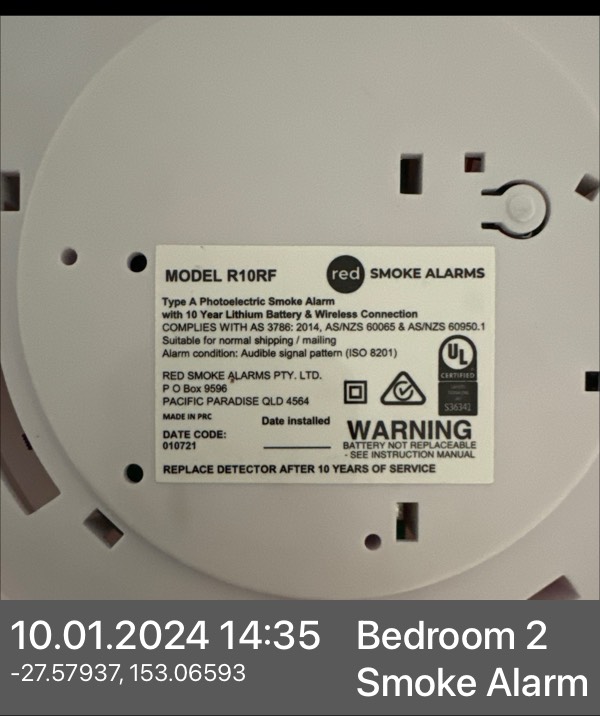 MODEL R10RF
red SMOKE ALARMS
Type A Photoelectric Smoke Alarm
with 10 Year Lithium Battery & Wireless Connection
COMPLIES WITH AS 3786: 2014, AS/NZS 60065 & AS/NZS 60950.1
Suitable for normal shipping / mailing
Alarm condition: Audible signal pattern (ISO 8201)
RED SMOKE ALARMS PTY. LTD.
P O Box 9596
PACIFIC PARADISE QLD 4564
MADE IN PRC
DATE CODE:
010721
Date installed
UL
CERTIFIED
S36341
WARNING
BATTERY NOT REPLACEABLE
- SEE INSTRUCTION MANUAL
REPLACE DETECTOR AFTER 10 YEARS OF SERVICE
10.01.2024 14:35
-27.57937, 153.06593
Bedroom 2
Smoke Alarm